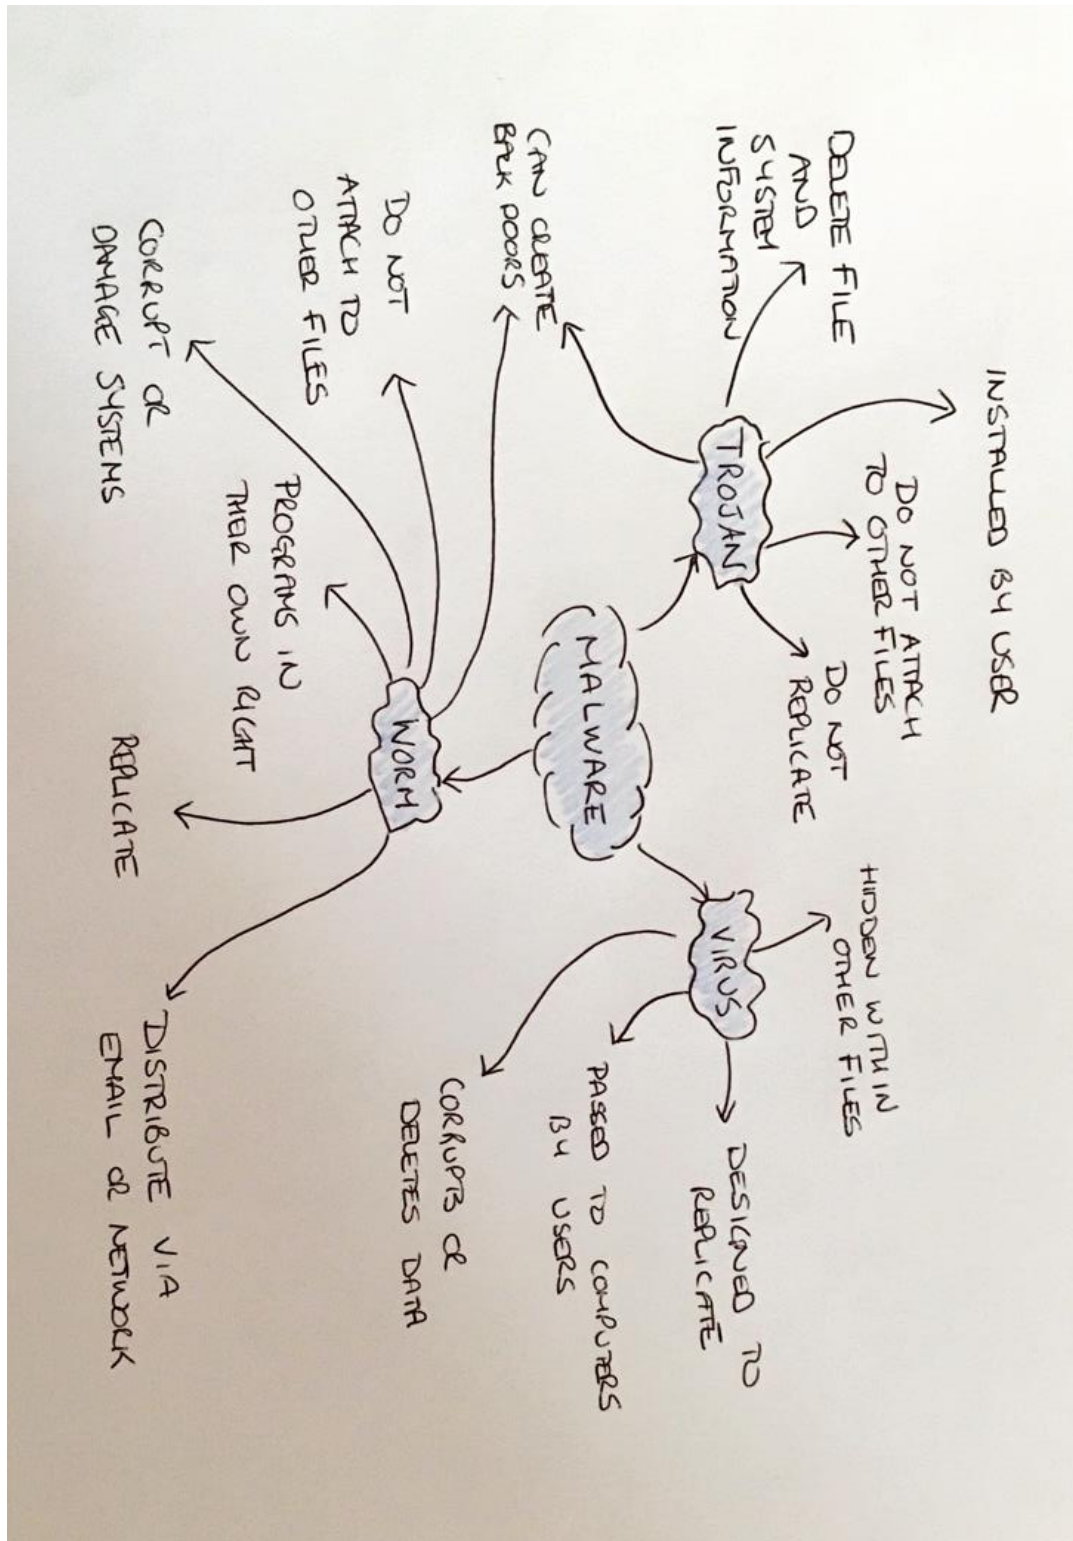 INSTALLED BY USER
DELETE FILE
AND
SYSTEM
INFORMATION
DO NOT ATTACH
TO OTHER FILES
DO NOT
REPLICATE
TROJAN
HIDDEN WITHIN
OTHER FILES
VIRUS
DESIGNED TO
REPLICATE
CAN CREATE
BACK DOORS
MALWARE
PASSED TO COMPUTERS
BY USERS
DO NOT
ATTACH TO
OTHER FILES
WORM
CORRUPTS OR
DELETES DATA
PROGRAMS IN
THER OWN RIGHT
CORRUPT OR
DAMAGE SYSTEMS
REPLICATE
DISTRIBUTE VIA
EMAIL OR NETWORK